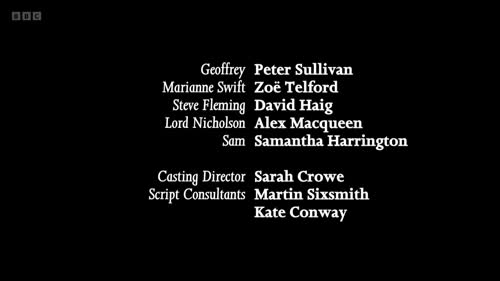 BBC
Geoffrey Peter Sullivan
Marianne Swift Zoë Telford
Steve Fleming David Haig
Lord Nicholson Alex Macqueen
Sam Samantha Harrington
Casting Director Sarah Crowe
Script Consultants Martin Sixsmith
Kate Conway